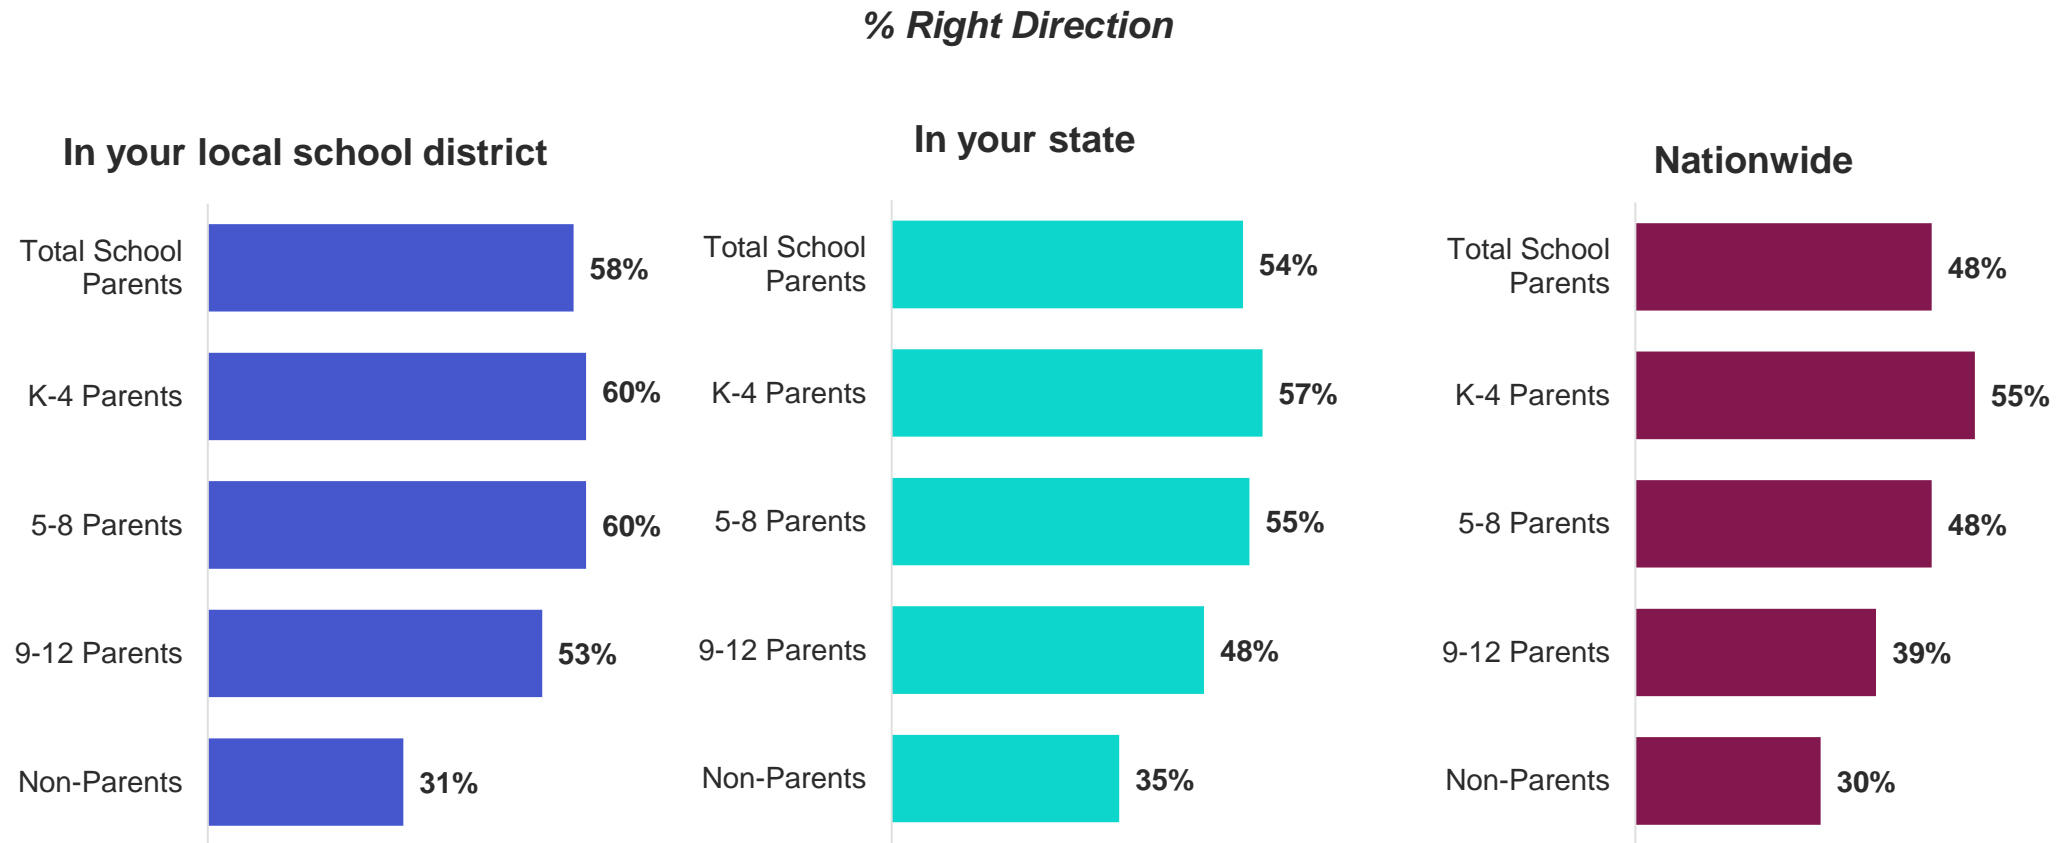 % Right Direction
In your local school district
Total School
Parents
58%
K-4 Parents
60%
5-8 Parents
60%
9-12 Parents
53%
Non-Parents
31%
In your state
Total School
Parents
54%
K-4 Parents
57%
5-8 Parents
55%
9-12 Parents
48%
Non-Parents
35%
Nationwide
Total School
Parents
48%
K-4 Parents
55%
5-8 Parents
48%
9-12 Parents
39%
Non-Parents
30%